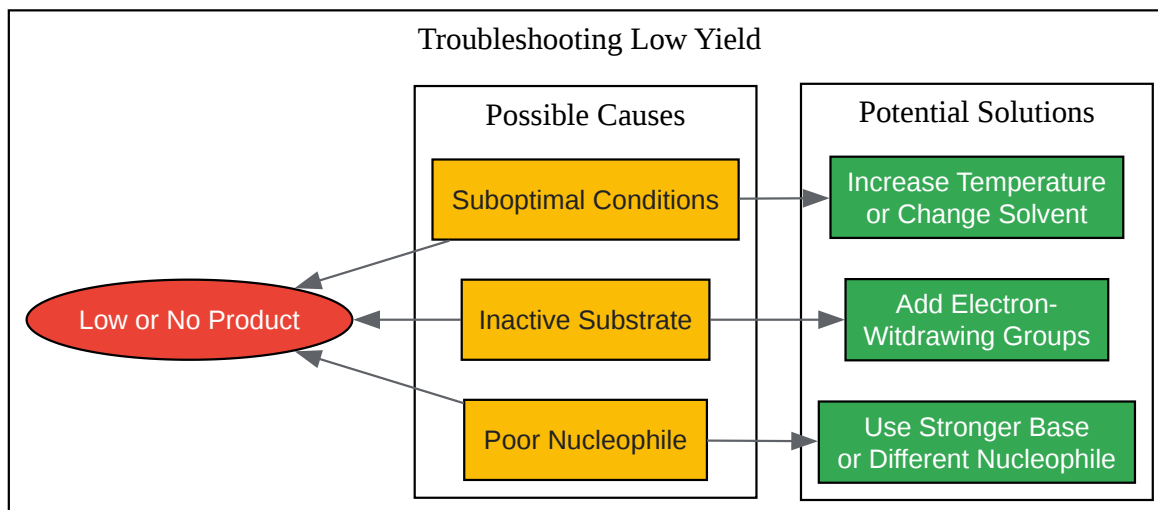 Troubleshooting Low Yield
Possible Causes
Potential Solutions
Suboptimal Conditions
Increase Temperature
or Change Solvent
Low or No Product
Inactive Substrate
Add Electron-
Witdrawing Groups
Poor Nucleophile
Use Stronger Base
or Different Nucleophile